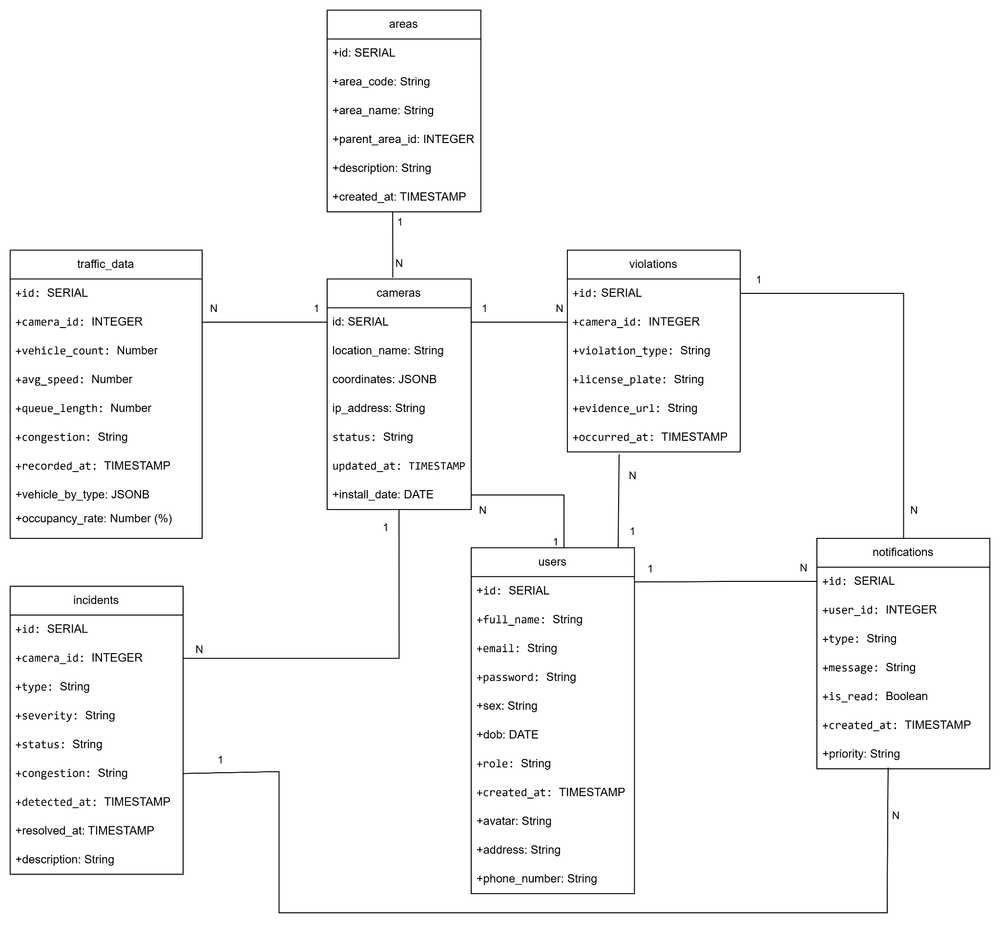 areas
+id: SERIAL
+area_code: String
+area_name: String
+parent_area_id: INTEGER
+description: String
+created_at: TIMESTAMP
1
N
traffic_data
+id: SERIAL
+camera_id: INTEGER
+vehicle_count: Number
+avg_speed: Number
+queue_length: Number
+congestion: String
+recorded_at: TIMESTAMP
+vehicle_by_type: JSONB
+occupancy_rate: Number (%)
N
1
cameras
id: SERIAL
location_name: String
coordinates: JSONB
ip_address: String
status: String
updated_at: TIMESTAMP
+install_date: DATE
1
N
violations
+id: SERIAL
+camera_id: INTEGER
+violation_type: String
+license_plate: String
+evidence_url: String
+occurred_at: TIMESTAMP
1
N
N
1
N
1
1
N
incidents
+id: SERIAL
+camera_id: INTEGER
+type: String
+severity: String
+status: String
+congestion: String
+detected_at: TIMESTAMP
+resolved_at: TIMESTAMP
+description: String
1
users
+id: SERIAL
+full_name: String
+email: String
+password: String
+sex: String
+dob: DATE
+role: String
+created_at: TIMESTAMP
+avatar: String
+address: String
+phone_number: String
1
N
notifications
+id: SERIAL
+user_id: INTEGER
+type: String
+message: String
+is_read: Boolean
+created_at: TIMESTAMP
+priority: String
N